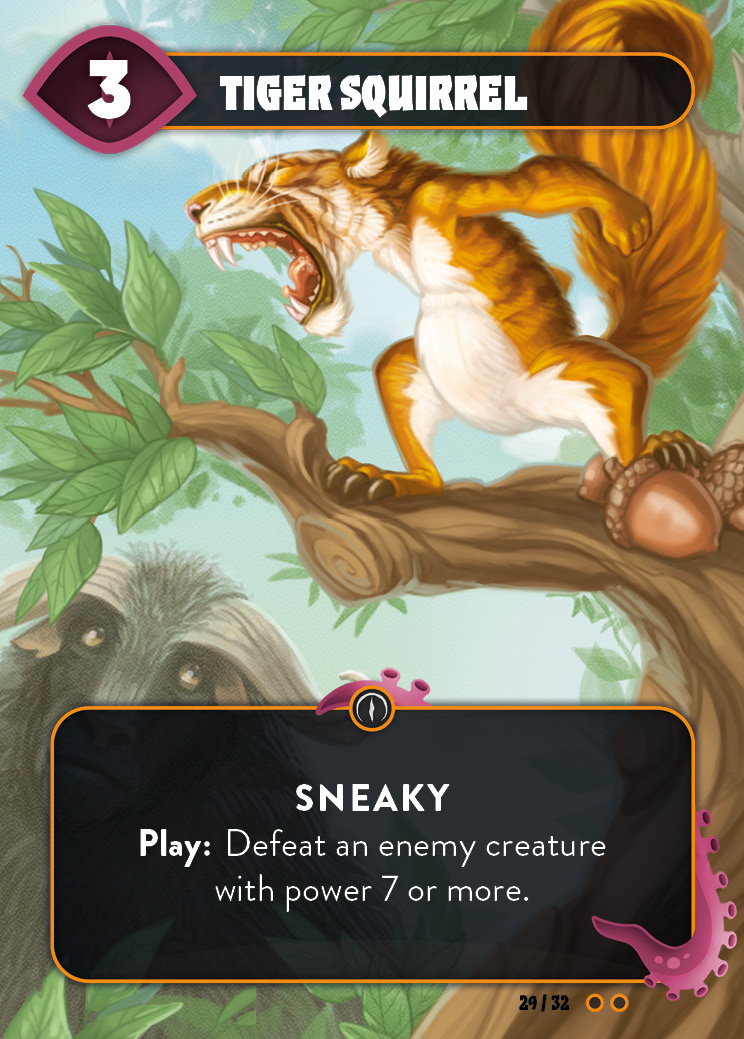 3
TIGER SQUIRREL
SNEAKY
Play: Defeat an enemy creature
with power 7 or more.
29/32